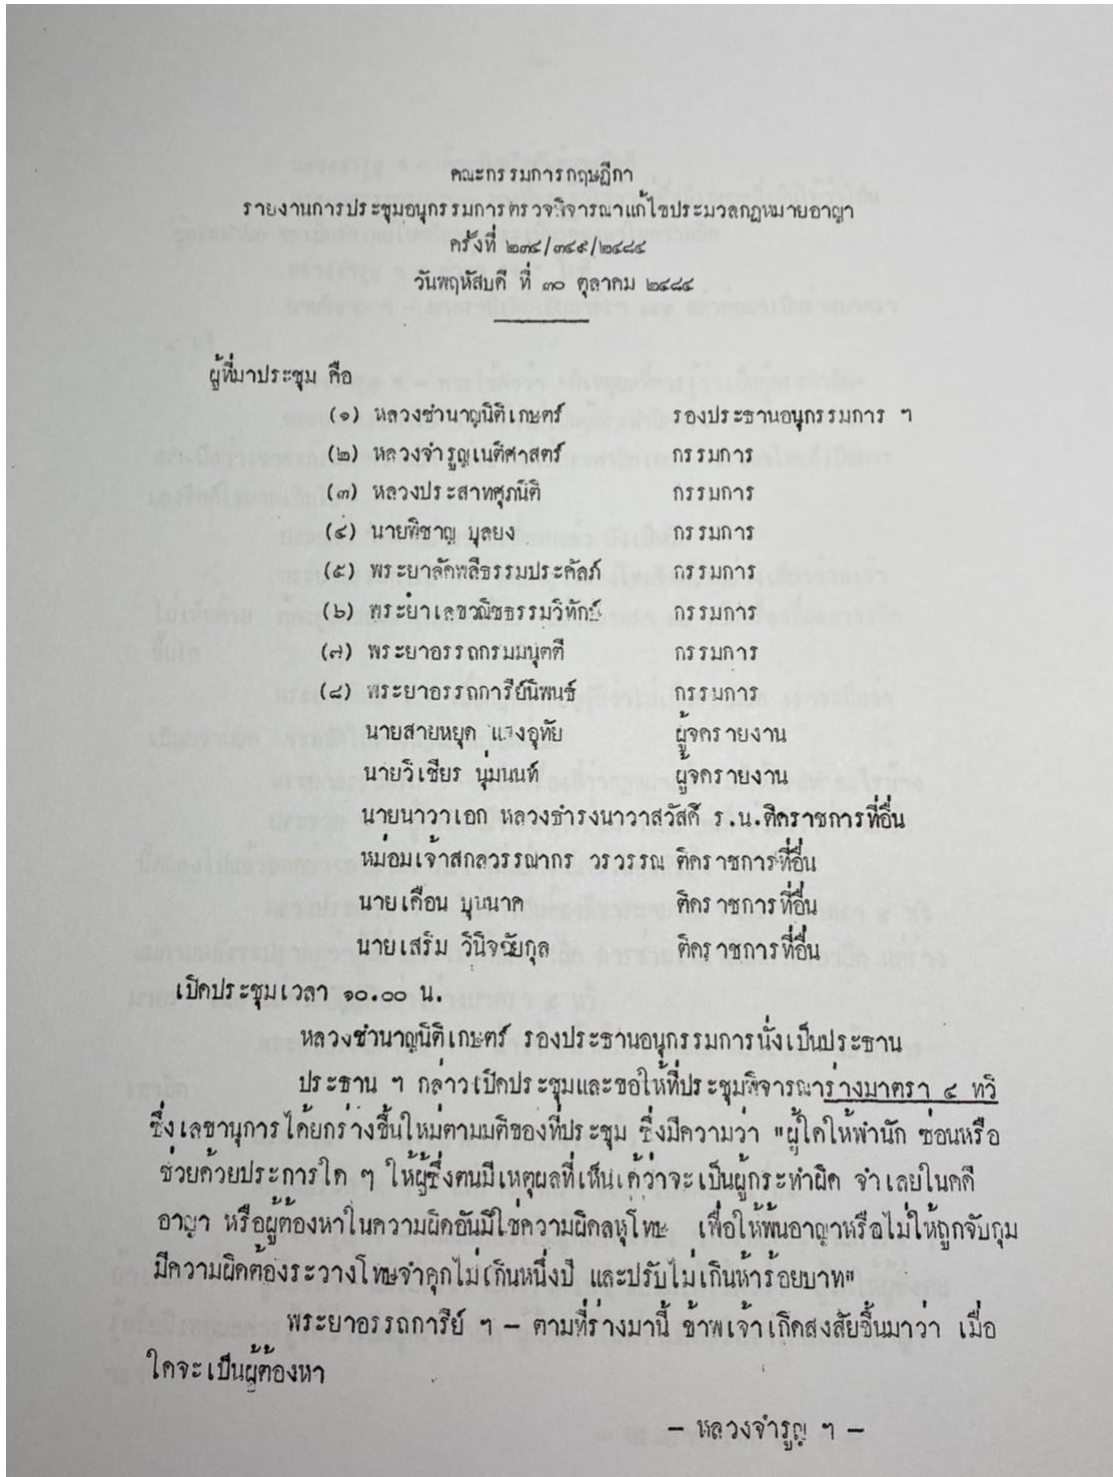 คณะกรรมการกฤษฎีกา
รายงานการประชุมอนุกรรมการตรวจพิจารณาแก้ไขประมวลกฎหมายอาญา
ครั้งที่ ๒๓๔/๓๔๕/๒๔๘๔
วันพฤหัสบดี ที่ ๓๐ ตุลาคม ๒๔๘๔
ผู้ที่มาประชุม คือ
(๑) หลวงชำนาญนิติเกษตร์ รองประธานอนุกรรมการ ฯ
(๒) หลวงจำรูญเนติศาสตร์ กรรมการ
(๓) หลวงประสาทศุภนิติ กรรมการ
(๔) นายพิชาญ บุลยง กรรมการ
(๕) พระยาลัดพลีธรรมประคัลภ์ กรรมการ
(๖) พระยาเลขวณิชธรรมวิทักษ์ กรรมการ
(๗) พระยาอรรถกรมมนุตตี กรรมการ
(๘) พระยาอรรถการีย์นิพนธ์ กรรมการ
นายสายหยุด แสงอุทัย ผู้จดรายงาน
นายวิเชียร นุ่มนนท์ ผู้จดรายงาน
นายนาวาเอก หลวงธำรงนาวาสวัสดิ์ ร.น.ติดราชการที่อื่น
หม่อมเจ้าสกลวรรณากร วรวรรณ ติดราชการที่อื่น
นายเดือน บุนนาค ติดราชการที่อื่น
นายเสริม วินิจฉัยกุล ติดราชการที่อื่น
เปิดประชุมเวลา ๑๐.๐๐ น.
หลวงชำนาญนิติเกษตร์ รองประธานอนุกรรมการนั่งเป็นประธาน
ประธาน ฯ กล่าวเปิดประชุมและขอให้ที่ประชุมพิจารณาร่างมาตรา ๔ ทวิ
ซึ่งเลขานุการได้ยกร่างขึ้นใหม่ตามมติของที่ประชุม ซึ่งมีความว่า "ผู้ใดให้พำนัก ซ่อนหรือ
ช่วยด้วยประการใด ๆ ให้ผู้ซึ่งตนมีเหตุผลที่เห็นได้ว่าจะเป็นผู้กระทำผิด จำเลยในคดี
อาญา หรือผู้ต้องหาในความผิดอันมิใช่ความผิดลหุโทษ เพื่อให้พ้นอาญาหรือไม่ให้ถูกจับกุม
มีความผิดต้องระวางโทษจำคุกไม่เกินหนึ่งปี และปรับไม่เกินห้าร้อยบาท"
พระยาอรรถการีย์ ฯ – ตามที่ร่างมานี้ ข้าพเจ้าเกิดสงสัยขึ้นมาว่า เมื่อ
ใดจะเป็นผู้ต้องหา
– หลวงจำรูญ ฯ –